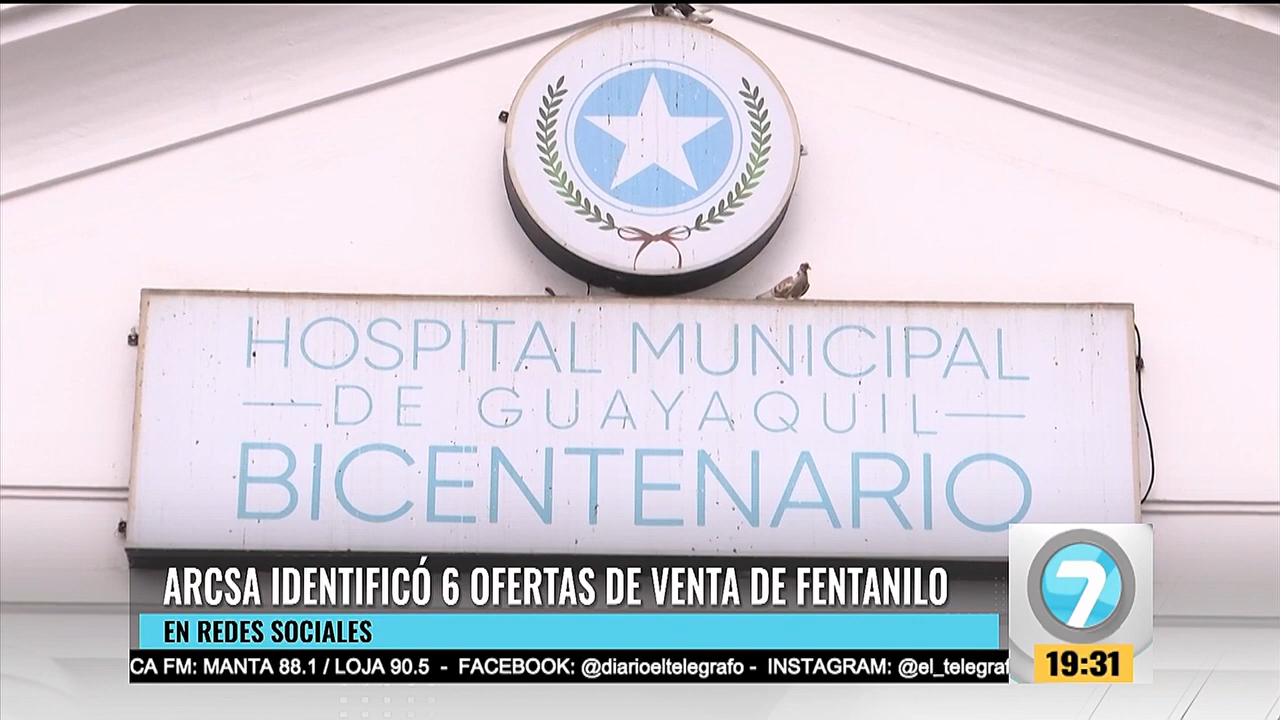 HOSPITAL MUNICIPAL
DE GUAYAQUIL
BICENTENARIO
ARCSA IDENTIFICÓ 6 OFERTAS DE VENTA DE FENTANILO
EN REDES SOCIALES
CA FM: MANTA 88.1 / LOJA 90.5 - FACEBOOK: @diarioeltelegrafo - INSTAGRAM: @el_telegraf
7
19:31